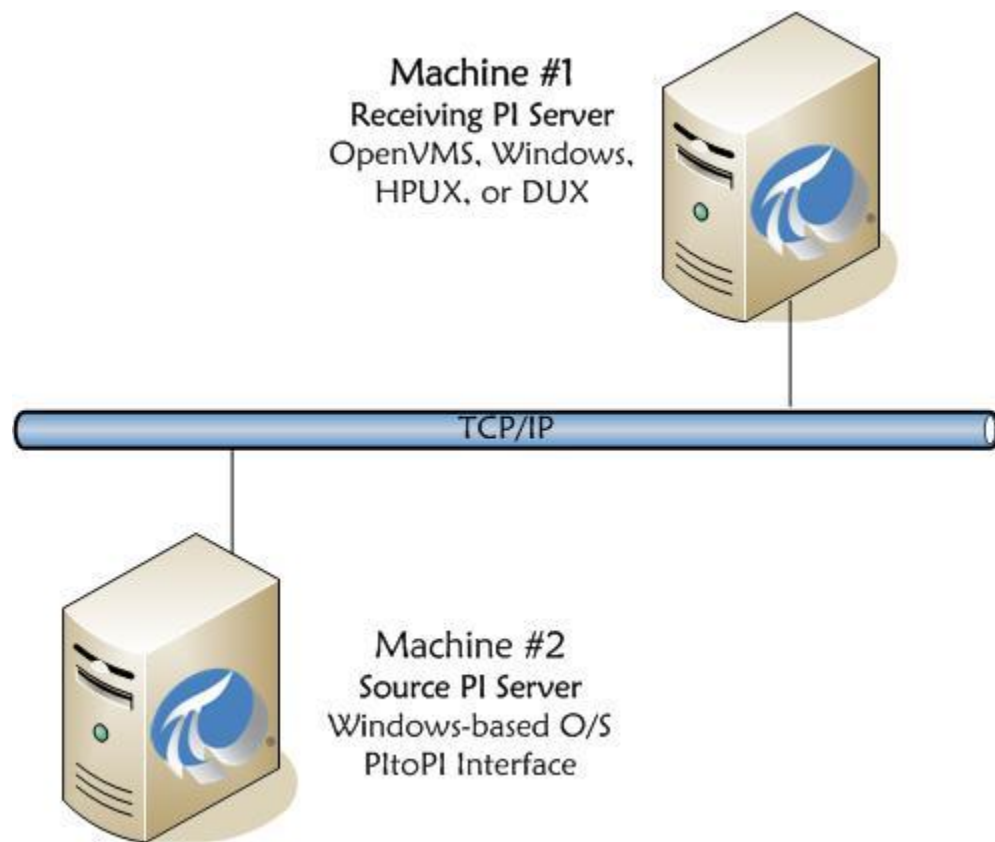 Machine #1
Receiving PI Server
OpenVMS, Windows,
HPUX, or DUX
TCP/IP
Machine #2
Source PI Server
Windows-based O/S
PItoPI Interface